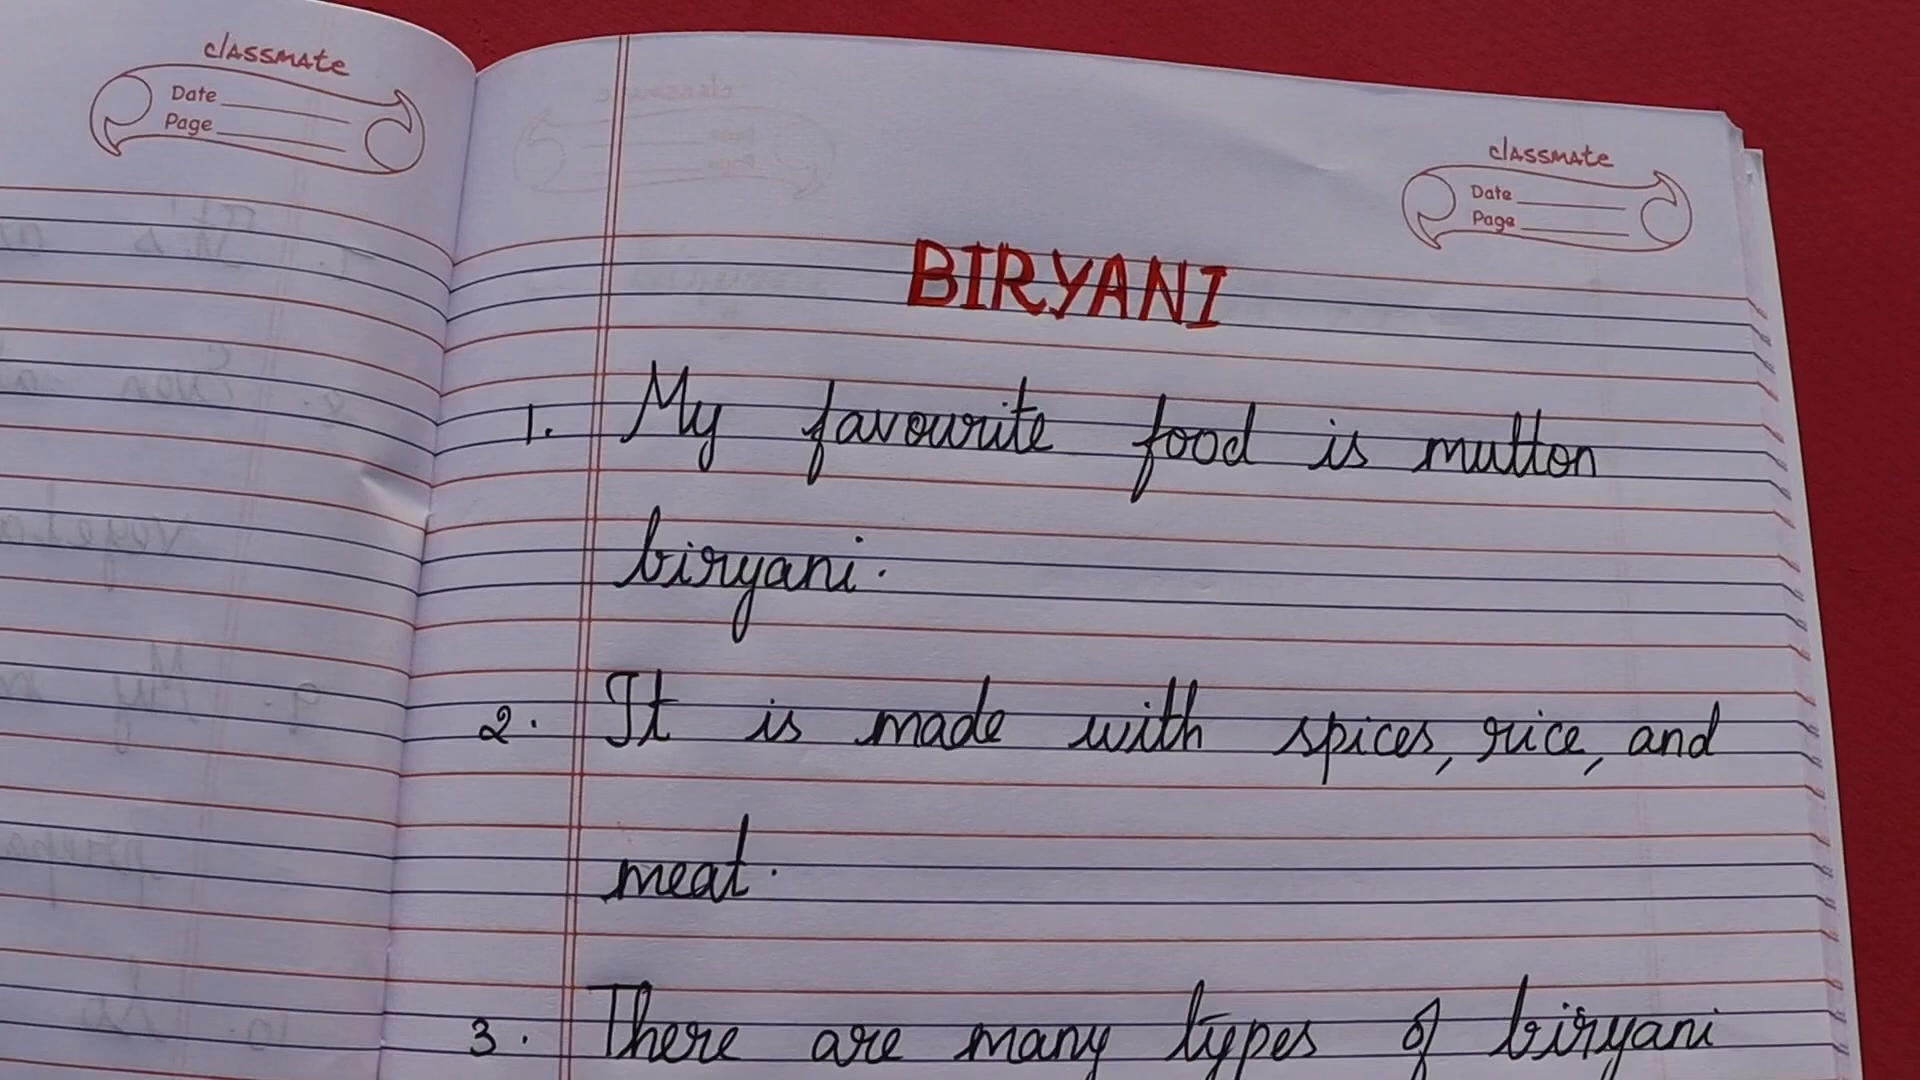 classmate
Date
Page
classmate
Date
Page
BIRYANI
1. My favourite food is mutton
biryani.
2. It is made with spices, rice, and
meat.
3. There are many types of biryani